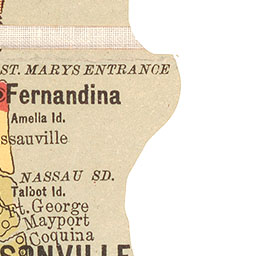 ST. MARYS ENTRANCE
Fernandina
Amelia Id.
ssauville
NASSAU SD.
Talbot Id.
Ft. George
Mayport
Coquina
SONVILLE